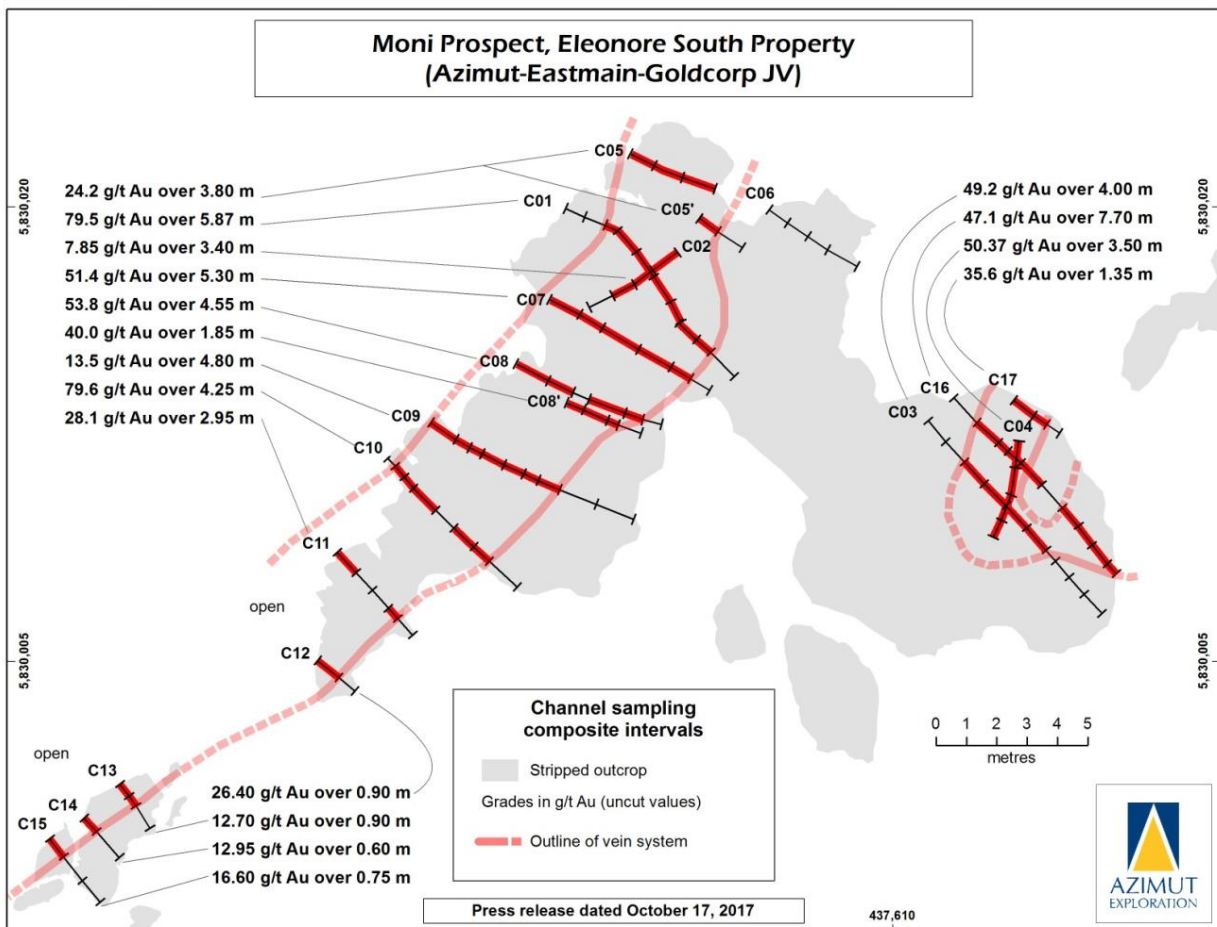 Moni Prospect, Eleonore South Property
(Azimut-Eastmain-Goldcorp JV)
24.2 g/t Au over 3.80 m
79.5 g/t Au over 5.87 m
7.85 g/t Au over 3.40 m
51.4 g/t Au over 5.30 m
53.8 g/t Au over 4.55 m
40.0 g/t Au over 1.85 m
13.5 g/t Au over 4.80 m
79.6 g/t Au over 4.25 m
28.1 g/t Au over 2.95 m
49.2 g/t Au over 4.00 m
47.1 g/t Au over 7.70 m
50.37 g/t Au over 3.50 m
35.6 g/t Au over 1.35 m
5,830,020
5,830,020
C05
C01
C05'
C06
C02
C07
C08
C08'
C09
C10
C11
C12
C16
C17
C03
C04
open
5,830,005
5,830,005
open
C13
C14
C15
26.40 g/t Au over 0.90 m
12.70 g/t Au over 0.90 m
12.95 g/t Au over 0.60 m
16.60 g/t Au over 0.75 m
Channel sampling
composite intervals
Stripped outcrop
Grades in g/t Au (uncut values)
Outline of vein system
0 1 2 3 4 5
metres
Press release dated October 17, 2017
437,610
AZIMUT
EXPLORATION